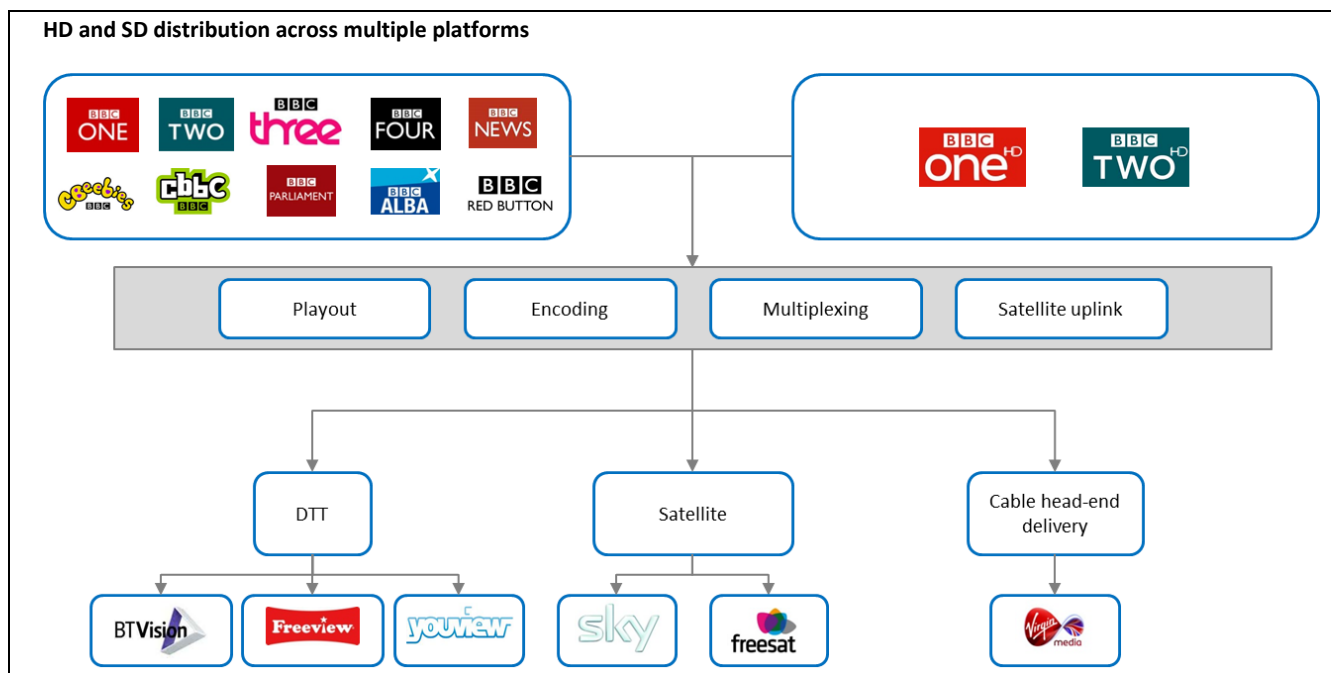 HD and SD distribution across multiple platforms
BBC
ONE
BBC
TWO
BBC
three
BBC
FOUR
BBC
NEWS
CBeebies
BBC
cbbc
BBC
BBC
PARLIAMENT
BBC
ALBA
BBC
RED BUTTON
BBC
one HD
BBC
TWO HD
Playout
Encoding
Multiplexing
Satellite uplink
DTT
Satellite
Cable head-end
delivery
BTVision
Freeview
youview
sky
freesat
Virgin
media